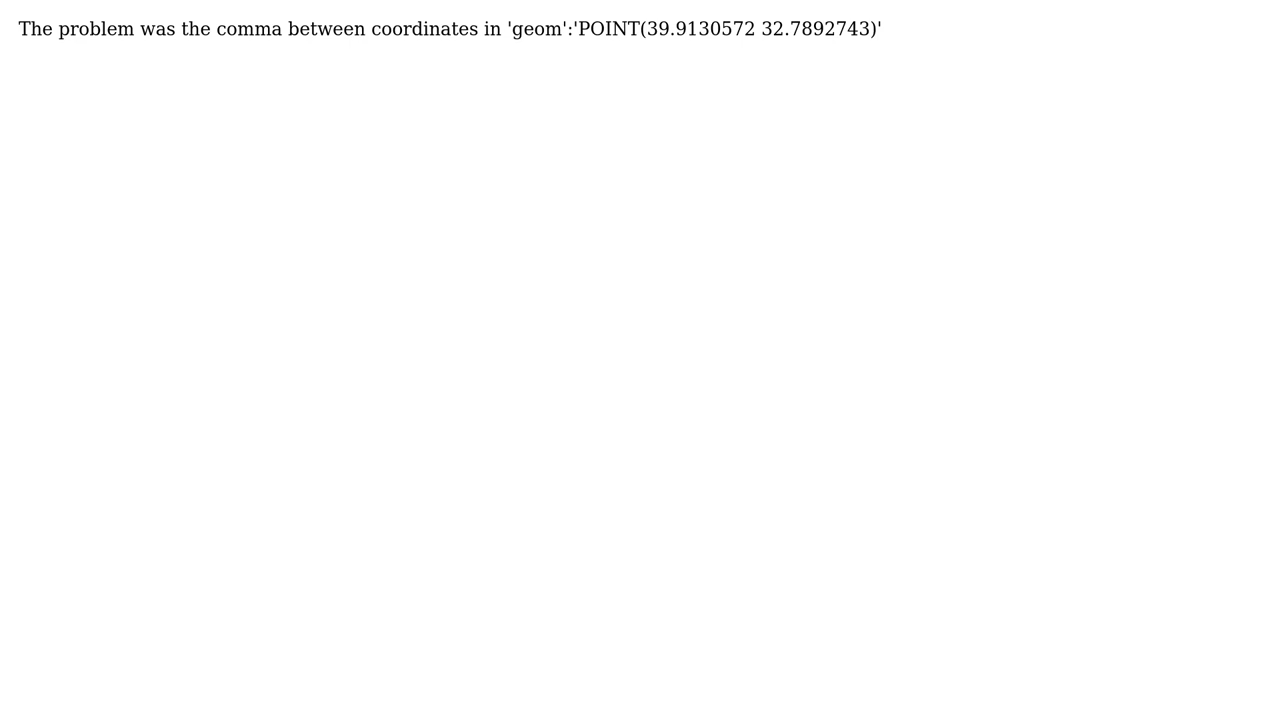 The problem was the comma between coordinates in 'geom':'POINT(39.9130572 32.7892743)'